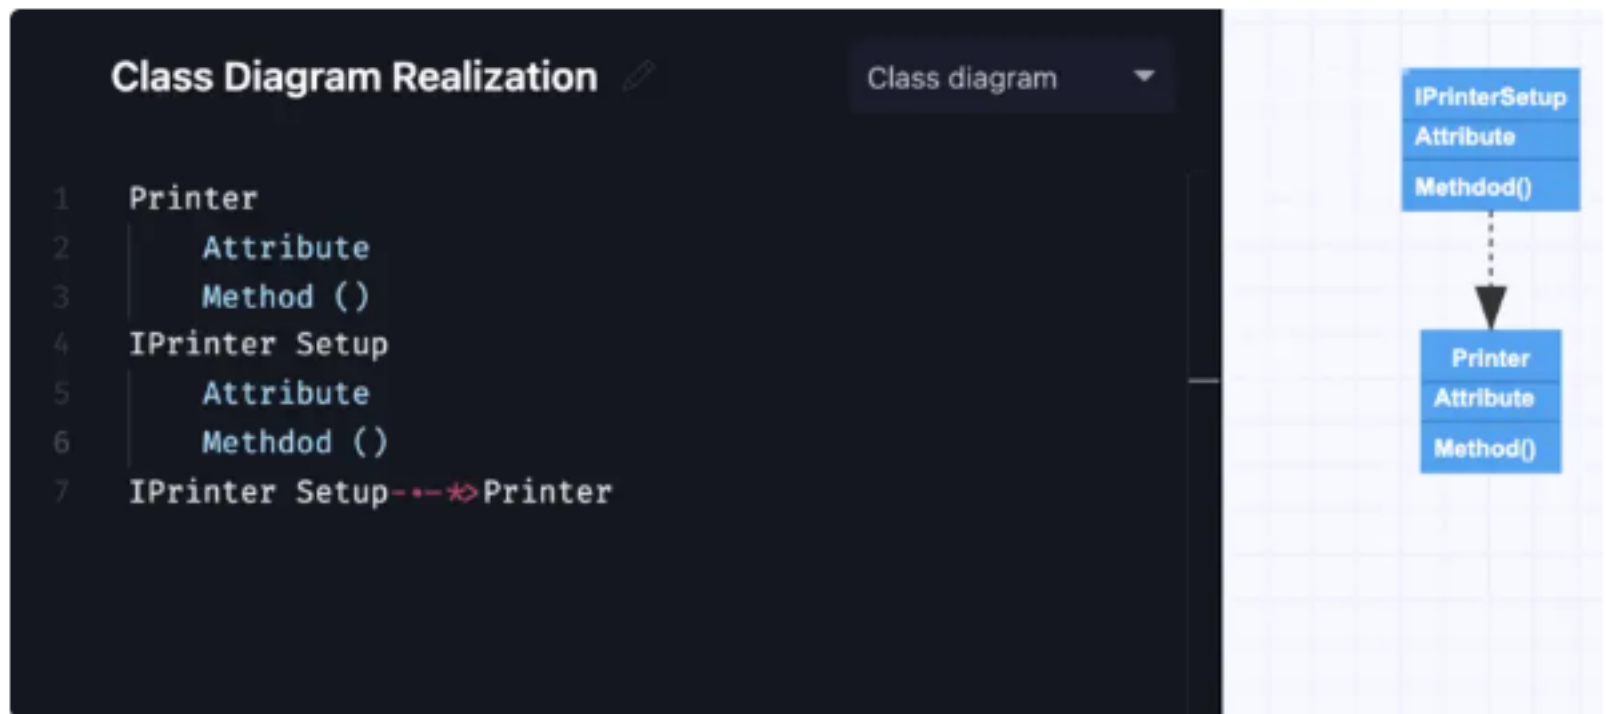 Class Diagram Realization
Class diagram
1 Printer
2 Attribute
3 Method ()
4 IPrinter Setup
5 Attribute
6 Methdod ()
7 IPrinter Setup-•-*>Printer
IPrinterSetup
Attribute
Methdod()
Printer
Attribute
Method()